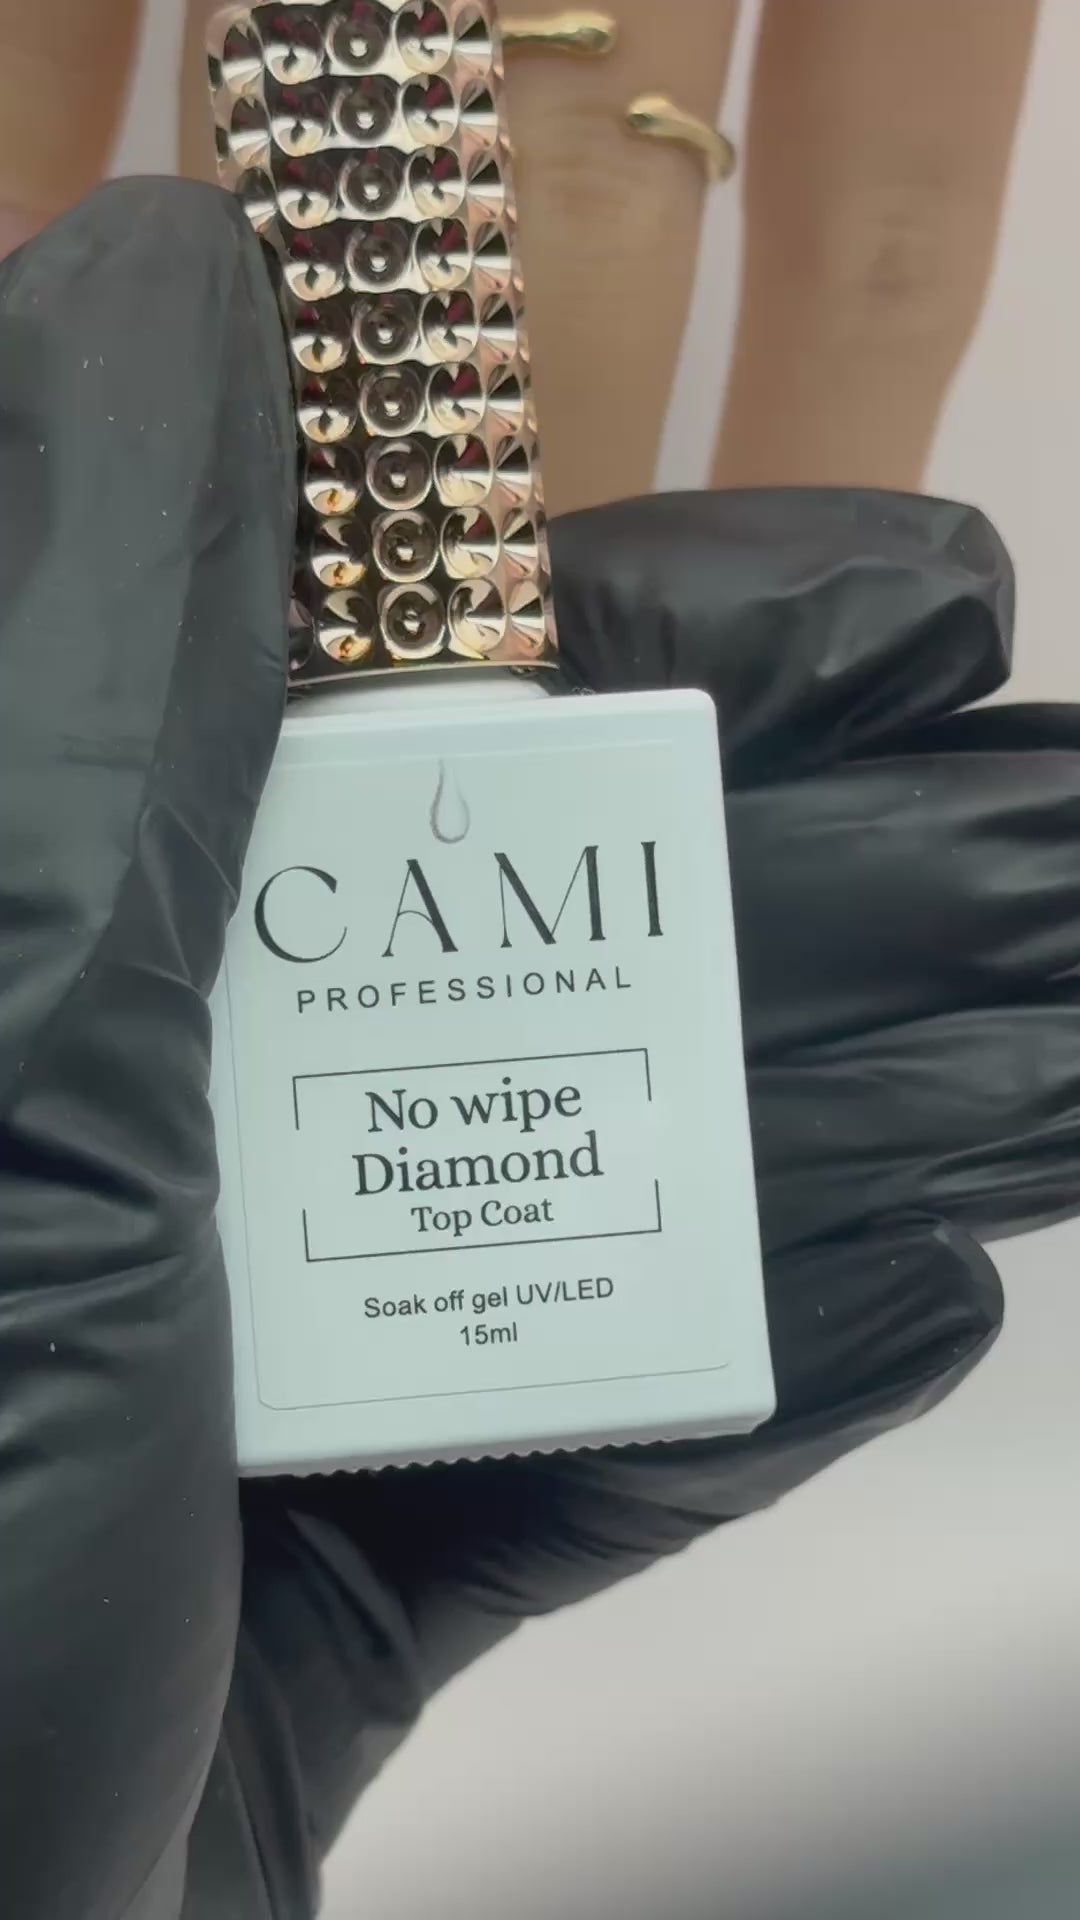 CAMI
PROFESSIONAL
No wipe
Diamond
Top Coat
Soak off gel UV/LED
15ml